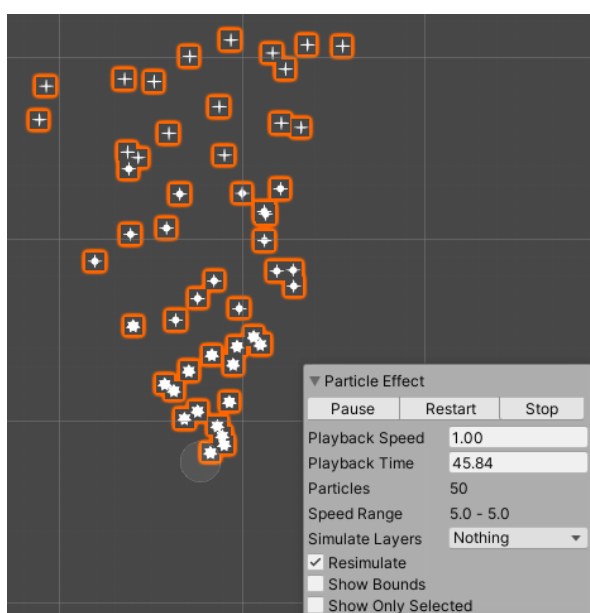 Particle Effect
Pause Restart Stop
Playback Speed 1.00
Playback Time 45.84
Particles 50
Speed Range 5.0 - 5.0
Simulate Layers Nothing
Resimulate
Show Bounds
Show Only Selected